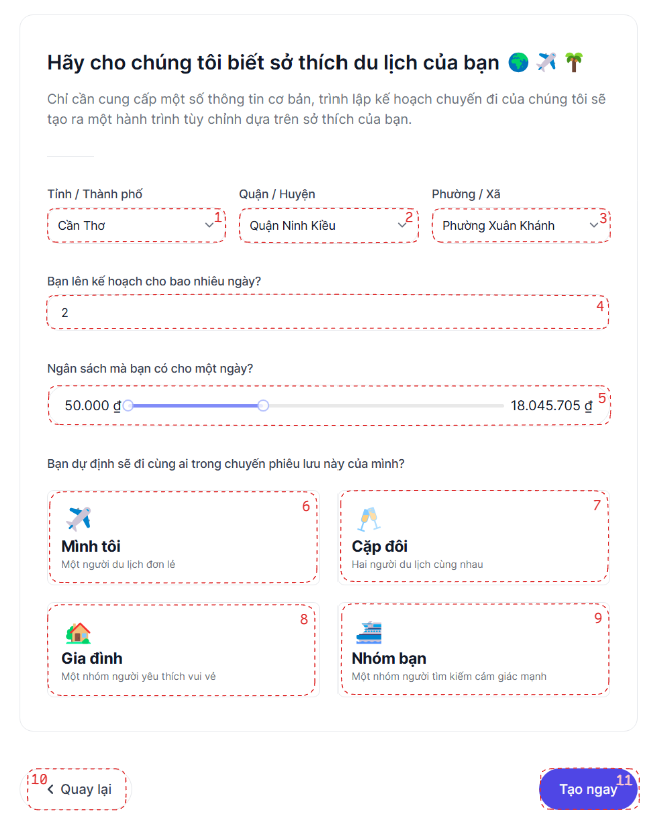 Hãy cho chúng tôi biết sở thích du lịch của bạn
Chỉ cần cung cấp một số thông tin cơ bản, trình lập kế hoạch chuyến đi của chúng tôi sẽ
tạo ra một hành trình tùy chỉnh dựa trên sở thích của bạn.
Tỉnh / Thành phố Quận / Huyện Phường / Xã
Cần Thơ 1 Quận Ninh Kiều 2 Phường Xuân Khánh 3
Bạn lên kế hoạch cho bao nhiêu ngày?
2 4
Ngân sách mà bạn có cho một ngày?
50.000 ₫ 18.045.705 ₫ 5
Bạn dự định sẽ đi cùng ai trong chuyến phiêu lưu này của mình?
6 7
Mình tôi Cặp đôi
Một người du lịch đơn lẻ Hai người du lịch cùng nhau
8 9
Gia đình Nhóm bạn
Một nhóm người yêu thích vui vẻ Một nhóm người tìm kiếm cảm giác mạnh
10 Quay lại Tạo ngay 11